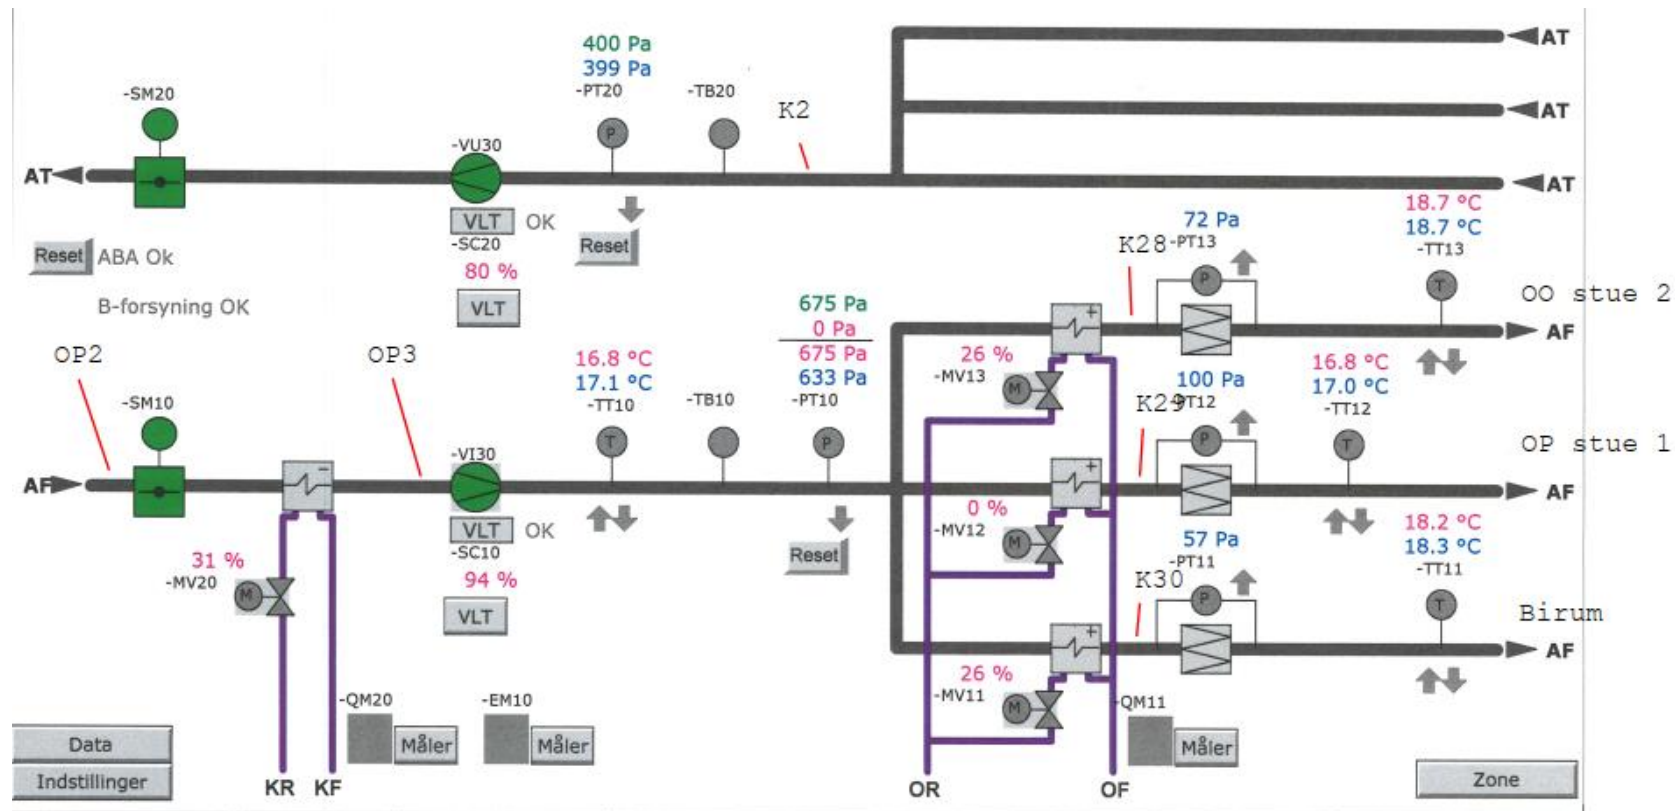 400 Pa
399 Pa
-PT20
-TB20
K2
-SM20
-VU30
AT
AT
AT
AT
VLT OK
-SC20
80 %
VLT
Reset
Reset ABA Ok
B-forsyning OK
72 Pa
K28 -PT13
18.7 °C
18.7 °C
-TT13
P
T
OO stue 2
AF
675 Pa
0 Pa
675 Pa
633 Pa
-PT10
OP2
OP3
16.8 °C
17.1 °C
-TT10
-TB10
-SM10
-VI30
AF
VLT OK
-SC10
94 %
VLT
T
P
P
Reset
26 %
-MV13
M
+
100 Pa
K29 -PT12
16.8 °C
17.0 °C
-TT12
P
T
OP stue 1
AF
0 %
-MV12
M
+
57 Pa
-PT11
K30
18.2 °C
18.3 °C
-TT11
P
T
Birum
AF
26 %
-MV11
M
+
31 %
-MV20
M
-
-QM20
Måler
-EM10
Måler
-QM11
Måler
Data
Indstillinger
KR KF
OR
OF
Zone